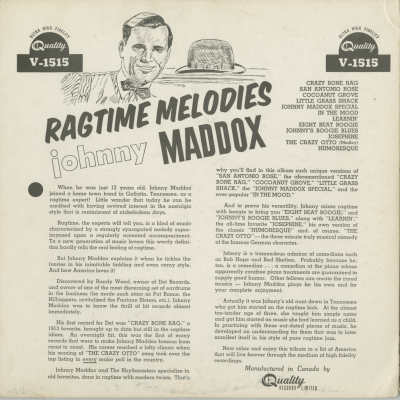 ULTRA HIGH FIDELITY
Quality
V-1515
ULTRA HIGH FIDELITY
Quality
V-1515
RAGTIME MELODIES
johnny MADDOX
CRAZY BONE RAG
SAN ANTONIO ROSE
COCOANUT GROVE
LITTLE GRASS SHACK
JOHNNY MADDOX SPECIAL
IN THE MOOD
LEARNIN'
EIGHT BEAT BOOGIE
JOHNNY'S BOOGIE BLUES
JOSEPHINE
THE CRAZY OTTO (Medley)
HUMORESQUE
When he was just 12 years old, Johnny Maddox
joined a home town band in Gallatin, Tennessee, as a
ragtime expert! Little wonder that today he can be
credited with having revived interest in the nostalgic
style that is reminiscent of nickelodeon days.
Ragtime, the experts will tell you, is a kind of music
characterized by a strongly syncopated melody super-
imposed upon a regularly accented accompaniment.
To a new generation of music lovers this wordy defini-
tion hardly tells the real feeling of ragtime.
But Johnny Maddox explains it when he tickles the
ivories in his inimitable tinkling and even corny style.
And how America loves it!
Discovered by Randy Wood, owner of Dot Records,
and owner of one of the most discerning set of eardrums
in the business (he made such stars as Pat Boone, the
Hilltoppers, revitalized the Fontane Sisters, etc.), Johnny
Maddox was to know the thrill of hit records almost
immediately.
His first record for Dot was "CRAZY BONE RAG," a
1913 favorite, brought up to date but still in the ragtime
idiom. An overnight hit, this was the first of many
records that were to make Johnny Maddox famous from
coast to coast. His career reached a lofty climax when
his waxing of "THE CRAZY OTTO" song took over the
top listing in every major poll in the country.
Johnny Maddox and The Rhythmasters specialize in
old favorites, done in ragtime with modern twists. That's
why you'll find in this album such unique versions of
"SAN ANTONIO ROSE," the aforementioned "CRAZY
BONE RAG," "COCOANUT GROVE," "LITTLE GRASS
SHACK," the "JOHNNY MADDOX SPECIAL," and the
ever-popular "IN THE MOOD."
And to prove his versatility, Johnny mixes ragtime
with boogie to bring you "EIGHT BEAT BOOGIE," and
"JOHNNY'S BOOGIE BLUES," along with "LEARNIN',"
the all-time favorite "JOSEPHINE," his own version of
the classic "HUMORESQUE" and, of course, "THE
CRAZY OTTO" — the three minute truly musical comedy
of the famous German character.
Johnny is a tremendous admirer of comedians such
as Bob Hope and Red Skelton. Probably because he,
too, is a comedian . . . a comedian at the piano whose
apparently carefree piano treatments are guaranteed to
supply good humor. Other fellows can create the grand
music — Johnny Maddox plays for his own and for
your complete enjoyment.
Actually it was Johnny's old aunt down in Tennessee
who got him started on the ragtime kick. At the almost
too-tender age of three, she taught him simple notes
and got him started on music she had learned as a child.
In practicing with these out-dated pieces of music, he
developed an understanding for them that was to later
manifest itself in his style of pure ragtime jazz.
Now relax and enjoy this tribute to a bit of America
that will live forever through the medium of high fidelity
recordings.
Manufactured in Canada by
Quality
RECORDS LIMITED